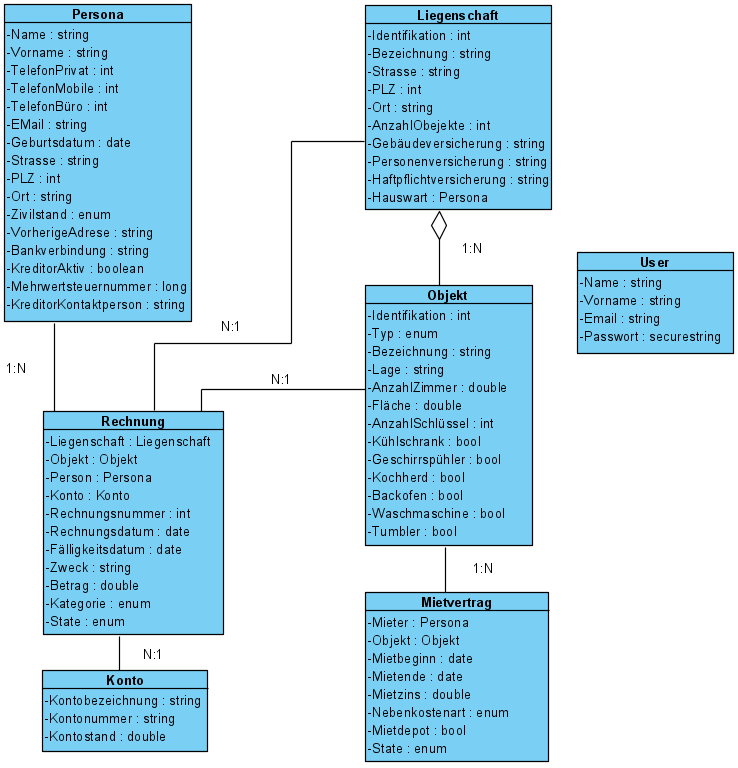 Persona
-Name : string
-Vorname : string
-TelefonPrivat : int
-TelefonMobile : int
-TelefonBüro : int
-EMail : string
-Geburtsdatum : date
-Strasse : string
-PLZ : int
-Ort : string
-Zivilstand : enum
-VorherigeAdrese : string
-Bankverbindung : string
-KreditorAktiv : boolean
-Mehrwertsteuernummer : long
-KreditorKontaktperson : string
Liegenschaft
-Identifikation : int
-Bezeichnung : string
-Strasse : string
-PLZ : int
-Ort : string
-AnzahlObejekte : int
-Gebäudeversicherung : string
-Personenversicherung : string
-Haftpflichtversicherung : string
-Hauswart : Persona
1:N
User
-Name : string
-Vorname : string
-Email : string
-Passwort : securestring
Objekt
-Identifikation : int
-Typ : enum
-Bezeichnung : string
-Lage : string
-AnzahlZimmer : double
-Fläche : double
-AnzahlSchlüssel : int
-Kühlschrank : bool
-Geschirrspühler : bool
-Kochherd : bool
-Backofen : bool
-Waschmaschine : bool
-Tumbler : bool
N:1
1:N
N:1
Rechnung
-Liegenschaft : Liegenschaft
-Objekt : Objekt
-Person : Persona
-Konto : Konto
-Rechnungsnummer : int
-Rechnungsdatum : date
-Fälligkeitsdatum : date
-Zweck : string
-Betrag : double
-Kategorie : enum
-State : enum
1:N
Mietvertrag
-Mieter : Persona
-Objekt : Objekt
-Mietbeginn : date
-Mietende : date
-Mietzins : double
-Nebenkostenart : enum
-Mietdepot : bool
-State : enum
N:1
Konto
-Kontobezeichnung : string
-Kontonummer : string
-Kontostand : double